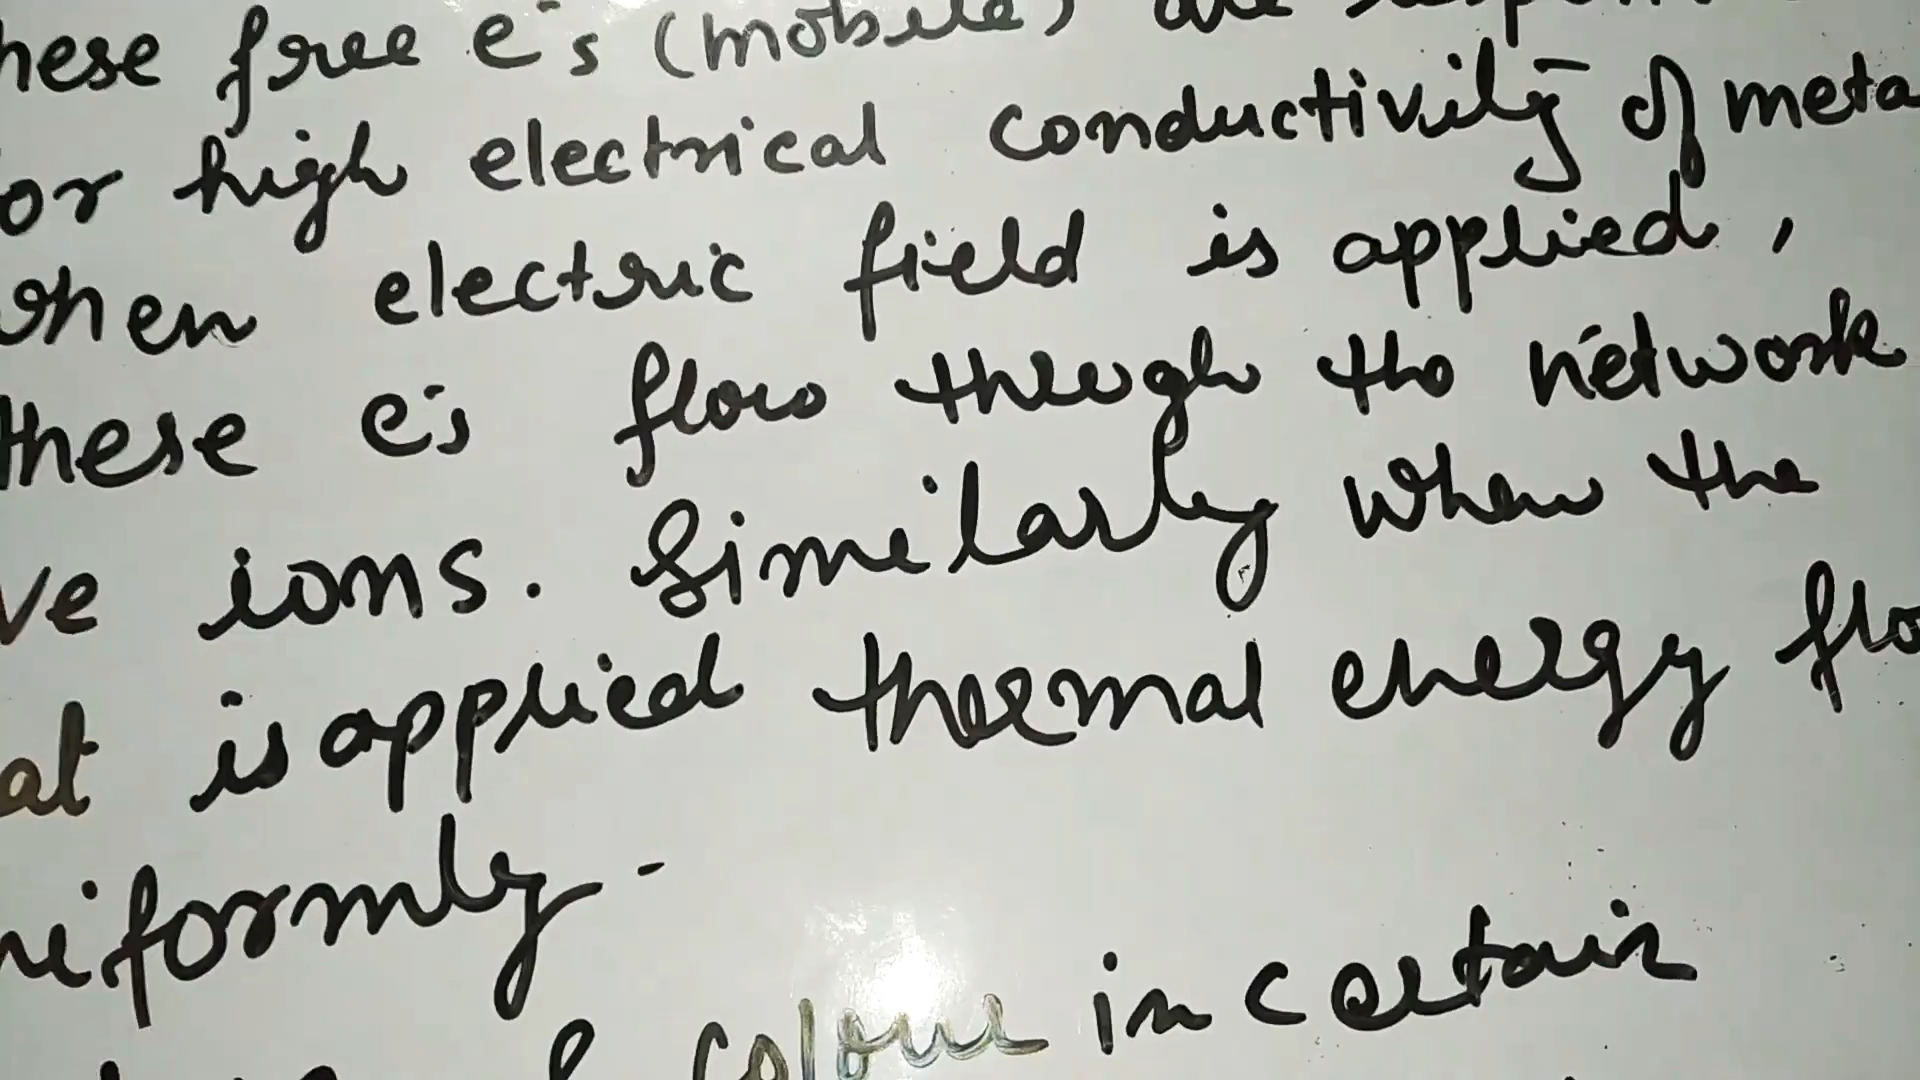 hese free e's (mobile) are
or high electrical conductivity of meta
when electric field is applied,
these e's flow through the network
ve ions. Similarly when the
at is applied thermal energy flo
niformly.
colour in certain